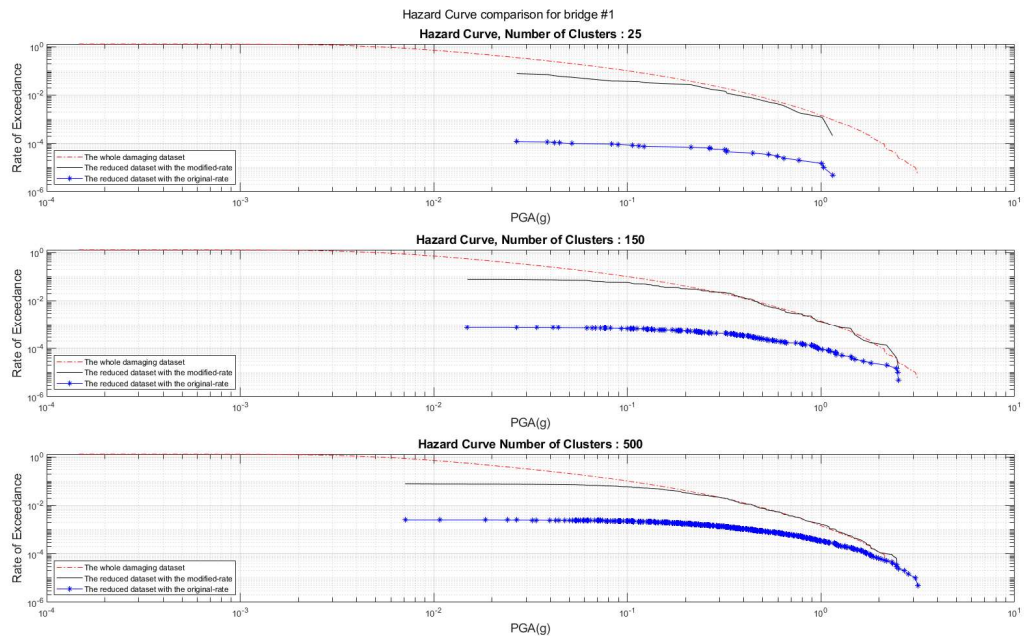 Hazard Curve comparison for bridge #1
Hazard Curve, Number of Clusters : 25
Rate of Exceedance
10^0
10^-2
10^-4
10^-6
The whole damaging dataset
The reduced dataset with the modified-rate
The reduced dataset with the original-rate
10^-4 10^-3 10^-2 10^-1 10^0 10^1
PGA(g)
Hazard Curve, Number of Clusters : 150
Rate of Exceedance
10^0
10^-2
10^-4
10^-6
The whole damaging dataset
The reduced dataset with the modified-rate
The reduced dataset with the original-rate
10^-4 10^-3 10^-2 10^-1 10^0 10^1
PGA(g)
Hazard Curve Number of Clusters : 500
Rate of Exceedance
10^0
10^-2
10^-4
10^-6
The whole damaging dataset
The reduced dataset with the modified-rate
The reduced dataset with the original-rate
10^-4 10^-3 10^-2 10^-1 10^0 10^1
PGA(g)